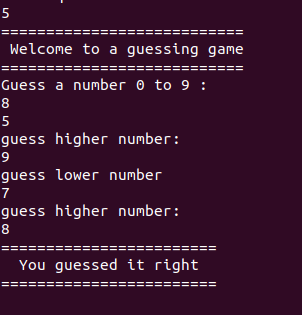 5
===========================
Welcome to a guessing game
===========================
Guess a number 0 to 9 :
8
5
guess higher number:
9
guess lower number
7
guess higher number:
8
========================
You guessed it right
========================